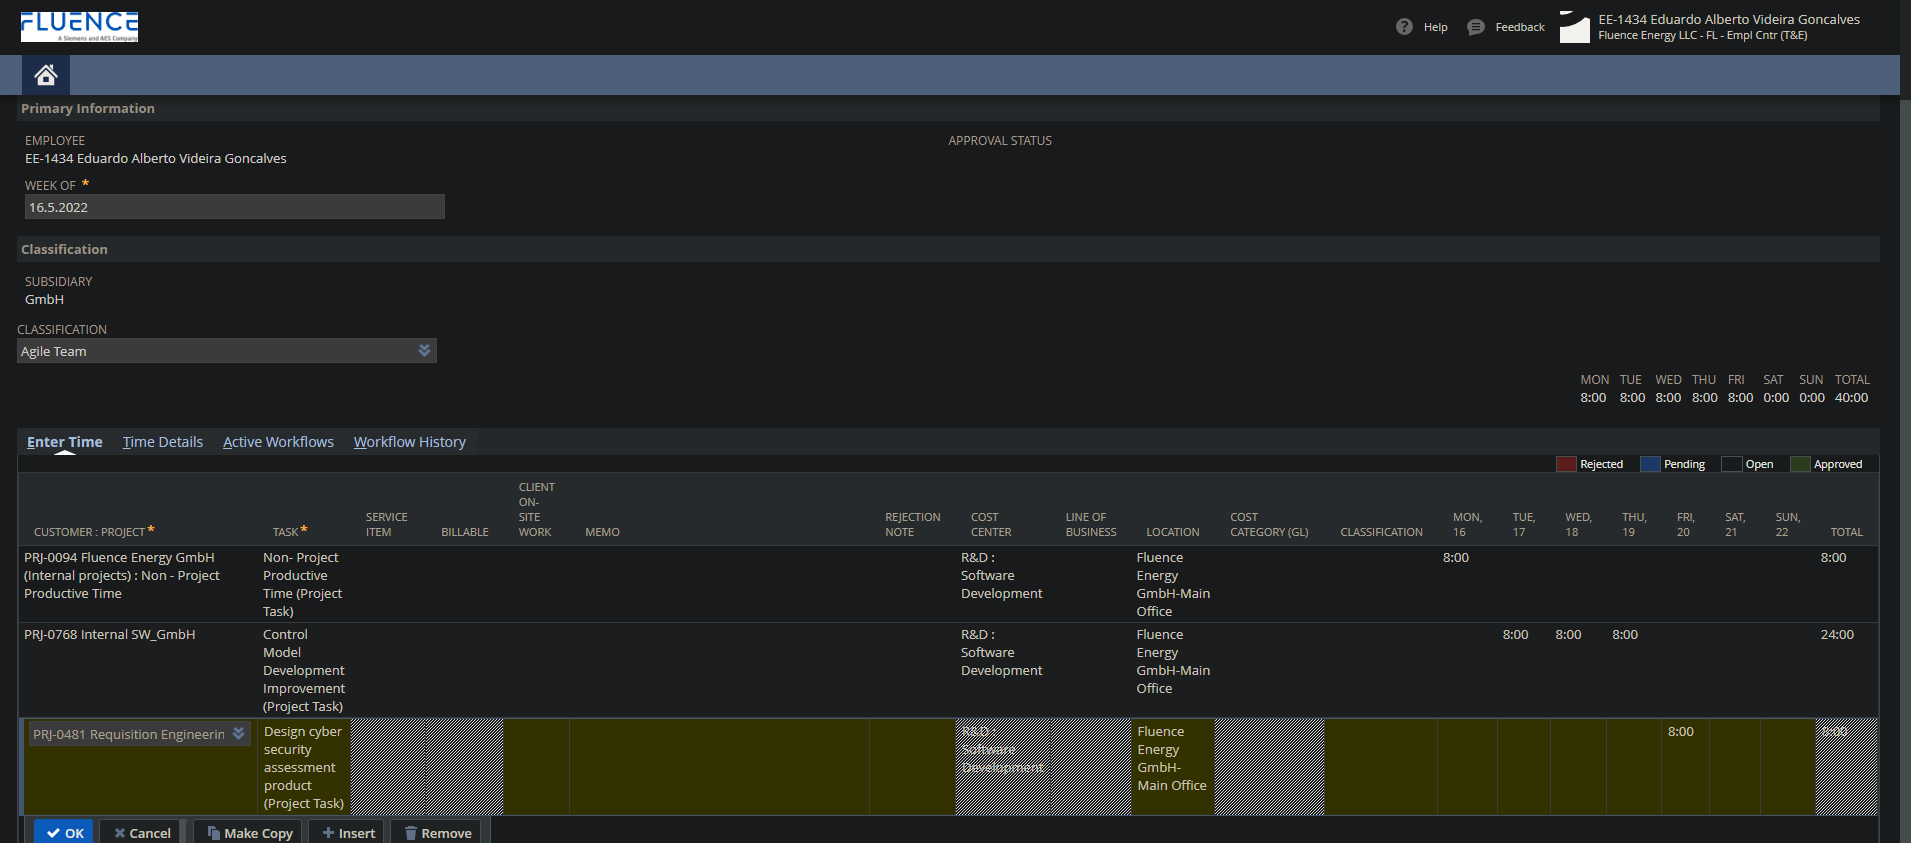 FLUENCE
A Siemens and AES Company
Help
Feedback
EE-1434 Eduardo Alberto Videira Goncalves
Fluence Energy LLC - FL - Empl Cntr (T&E)
Primary Information
EMPLOYEE
EE-1434 Eduardo Alberto Videira Goncalves
APPROVAL STATUS
WEEK OF *
16.5.2022
Classification
SUBSIDIARY
GmbH
CLASSIFICATION
Agile Team
MON TUE WED THU FRI SAT SUN TOTAL
8:00 8:00 8:00 8:00 8:00 0:00 0:00 40:00
Enter Time Time Details Active Workflows Workflow History
Rejected Pending Open Approved
CUSTOMER : PROJECT *
TASK *
SERVICE
ITEM
BILLABLE
CLIENT
ON-
SITE
WORK
MEMO
REJECTION
NOTE
COST
CENTER
LINE OF
BUSINESS
LOCATION
COST
CATEGORY (GL)
CLASSIFICATION
MON,
16
TUE,
17
WED,
18
THU,
19
FRI,
20
SAT,
21
SUN,
22
TOTAL
PRJ-0094 Fluence Energy GmbH
(Internal projects) : Non - Project
Productive Time
Non- Project
Productive
Time (Project
Task)
R&D :
Software
Development
Fluence
Energy
GmbH-Main
Office
8:00
8:00
PRJ-0768 Internal SW_GmbH
Control
Model
Development
Improvement
(Project Task)
R&D :
Software
Development
Fluence
Energy
GmbH-Main
Office
8:00
8:00
8:00
24:00
PRJ-0481 Requisition Engineerin
Design cyber
security
assessment
product
(Project Task)
R&D :
Software
Development
Fluence
Energy
GmbH-
Main Office
8:00
8:00
OK
Cancel
Make Copy
Insert
Remove